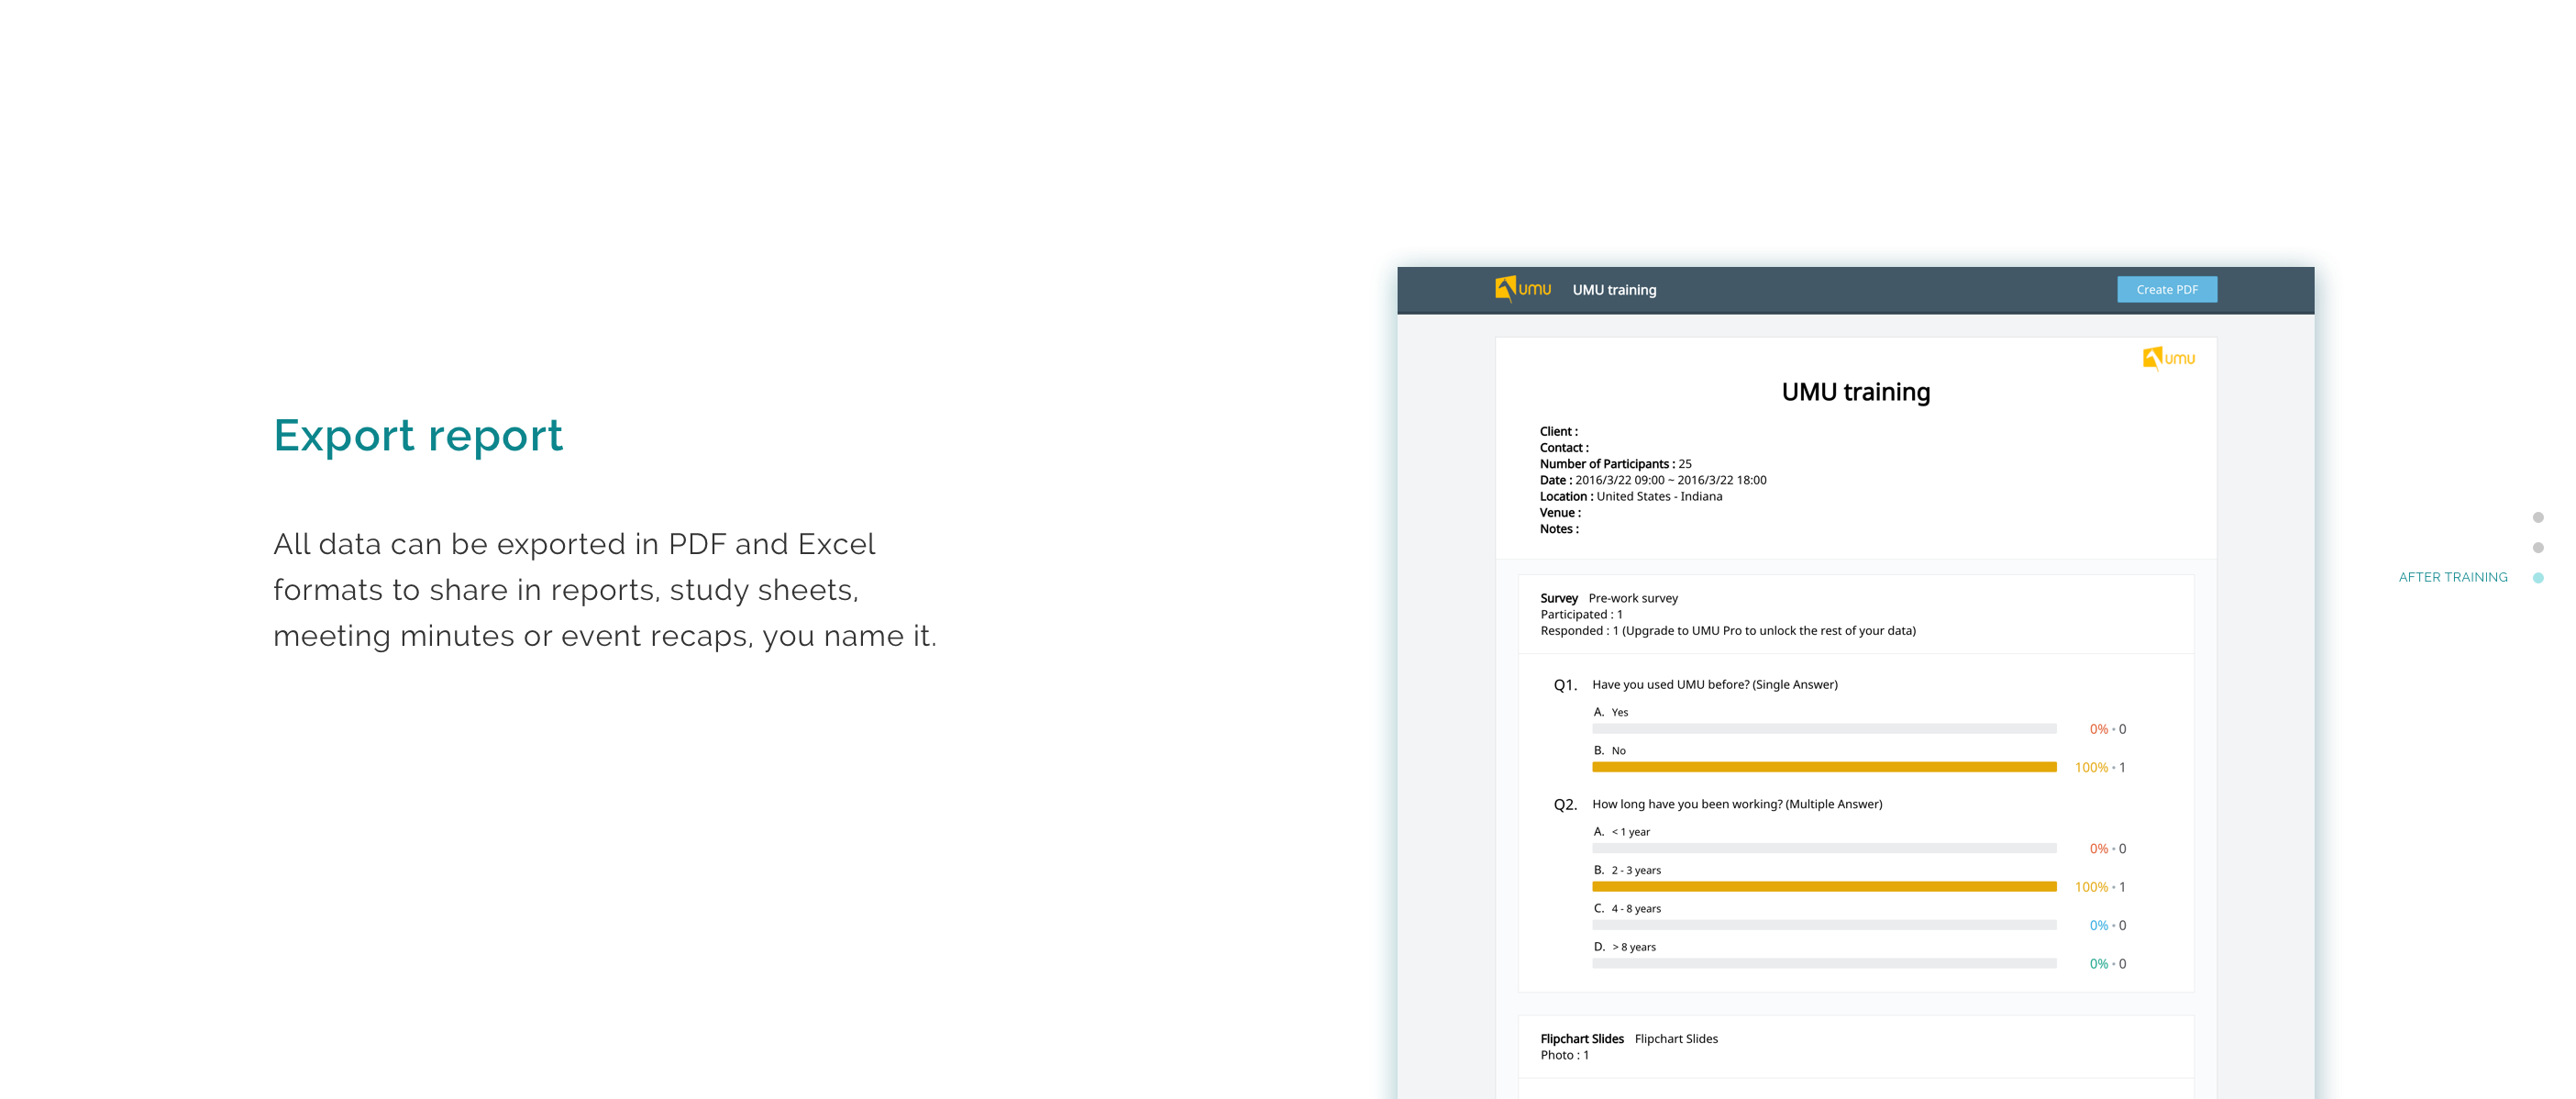 Export report
All data can be exported in PDF and Excel
formats to share in reports, study sheets,
meeting minutes or event recaps, you name it.
umu UMU training Create PDF
umu
UMU training
Client :
Contact :
Number of Participants : 25
Date : 2016/3/22 09:00 ~ 2016/3/22 18:00
Location : United States - Indiana
Venue :
Notes :
Survey Pre-work survey
Participated : 1
Responded : 1 (Upgrade to UMU Pro to unlock the rest of your data)
Q1. Have you used UMU before? (Single Answer)
A. Yes
0% • 0
B. No
100% • 1
Q2. How long have you been working? (Multiple Answer)
A. < 1 year
0% • 0
B. 2 - 3 years
100% • 1
C. 4 - 8 years
0% • 0
D. > 8 years
0% • 0
Flipchart Slides Flipchart Slides
Photo : 1
AFTER TRAINING